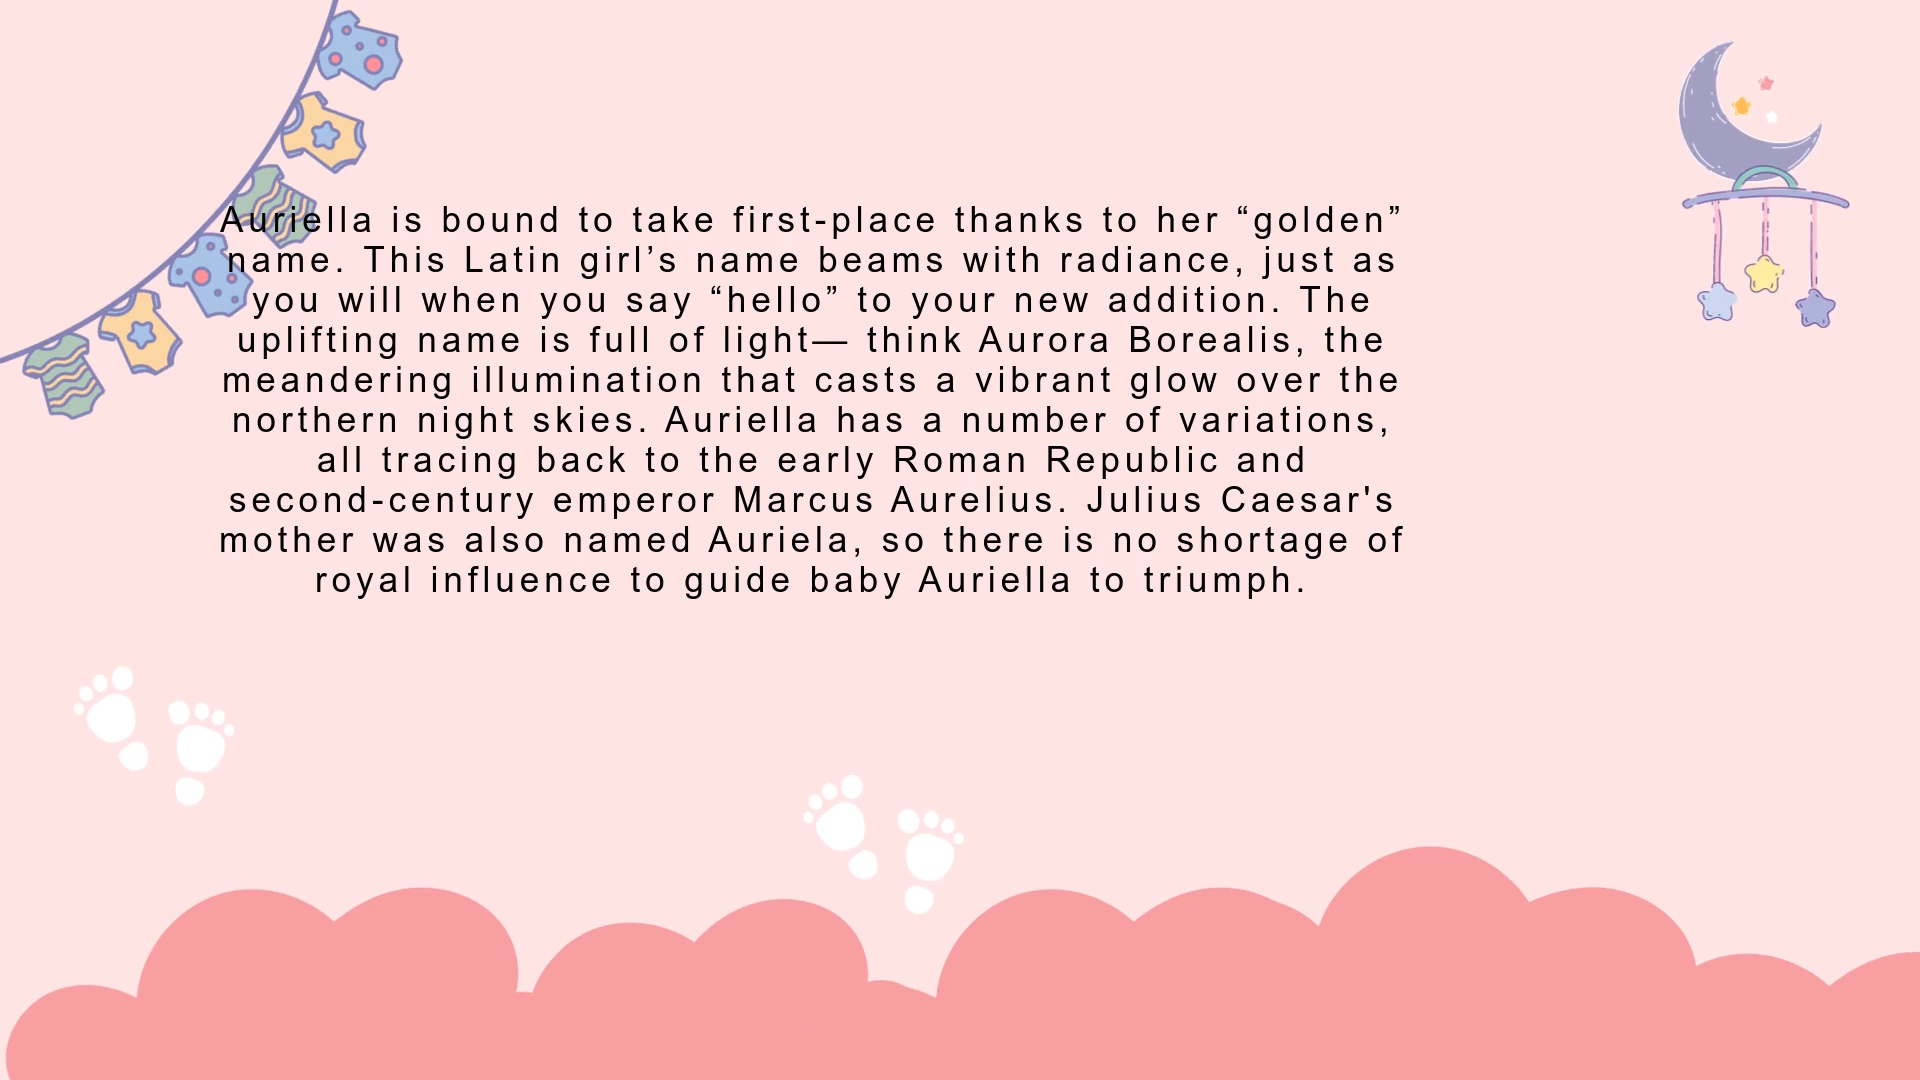 Auriella is bound to take first-place thanks to her “golden”
name. This Latin girl’s name beams with radiance, just as
you will when you say “hello” to your new addition. The
uplifting name is full of light— think Aurora Borealis, the
meandering illumination that casts a vibrant glow over the
northern night skies. Auriella has a number of variations,
all tracing back to the early Roman Republic and
second-century emperor Marcus Aurelius. Julius Caesar's
mother was also named Auriela, so there is no shortage of
royal influence to guide baby Auriella to triumph.